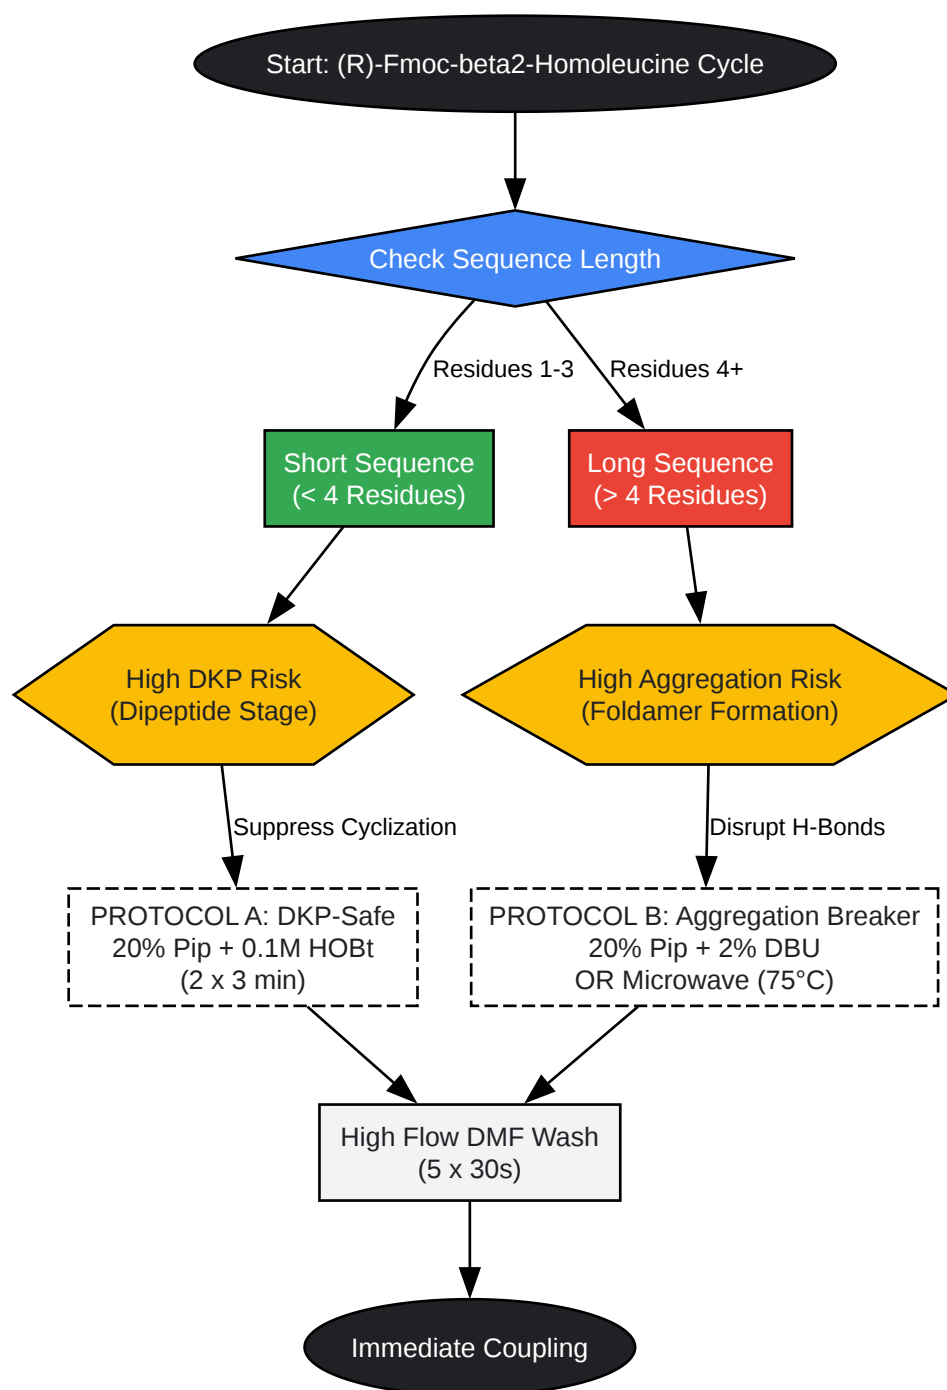 Start: (R)-Fmoc-beta2-Homoleucine Cycle
Check Sequence Length
Residues 1-3
Residues 4+
Short Sequence
(< 4 Residues)
Long Sequence
(> 4 Residues)
High DKP Risk
(Dipeptide Stage)
High Aggregation Risk
(Foldamer Formation)
Suppress Cyclization
Disrupt H-Bonds
PROTOCOL A: DKP-Safe
20% Pip + 0.1M HOBt
(2 x 3 min)
PROTOCOL B: Aggregation Breaker
20% Pip + 2% DBU
OR Microwave (75°C)
High Flow DMF Wash
(5 x 30s)
Immediate Coupling